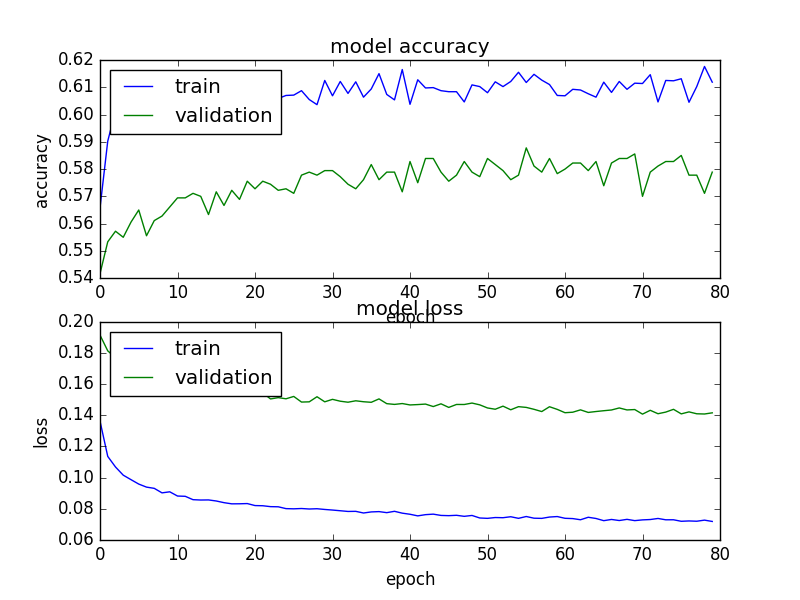 model accuracy
0.62
0.61
0.60
0.59
0.58
0.57
0.56
0.55
0.54
accuracy
train
validation
0 10 20 30 40 50 60 70 80
epoch
model loss
0.20
0.18
0.16
0.14
0.12
0.10
0.08
0.06
loss
train
validation
0 10 20 30 40 50 60 70 80
epoch